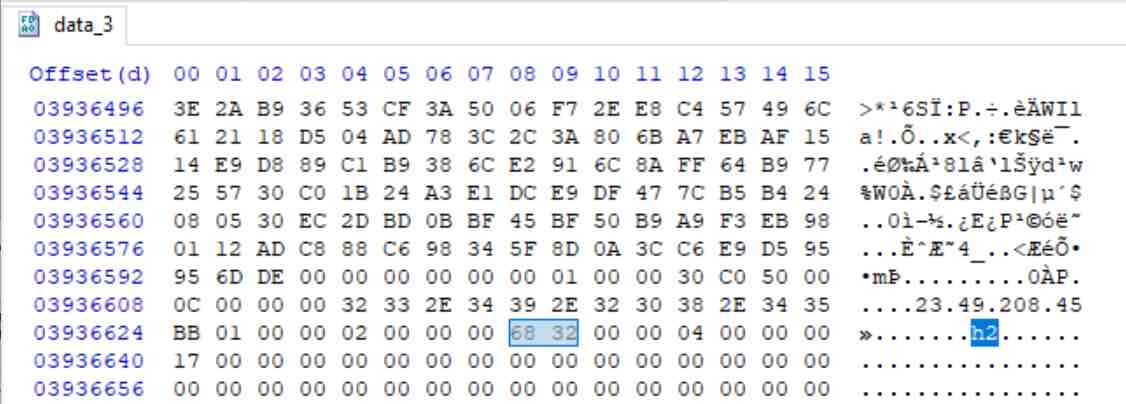 data_3
Offset(d) 00 01 02 03 04 05 06 07 08 09 10 11 12 13 14 15
03936496 3E 2A B9 36 53 CF 3A 50 06 F7 2E E8 C4 57 49 6C >*¹6SÏ:P.÷.èÄWIl
03936512 61 21 18 D5 04 AD 78 3C 2C 3A 80 6B A7 EB AF 15 a!.Õ..x<,:€k§ë¯.
03936528 14 E9 D8 89 C1 B9 38 6C E2 91 6C 8A FF 64 B9 77 .éØ‰Á¹8lâ‘lŠÿd¹w
03936544 25 57 30 C0 1B 24 A3 E1 DC E9 DF 47 7C B5 B4 24 %W0À.$£áÜéßG|µ´$
03936560 08 05 30 EC 2D BD 0B BF 45 BF 50 B9 A9 F3 EB 98 ..0ì-½.¿E¿P¹©óë˜
03936576 01 12 AD C8 88 C6 98 34 5F 8D 0A 3C C6 E9 D5 95 ...ÈˆÆ˜4_..<ÆéÕ•
03936592 95 6D DE 00 00 00 00 00 00 01 00 00 30 C0 50 00 •mÞ.........0ÀP.
03936608 0C 00 00 00 32 33 2E 34 39 2E 32 30 38 2E 34 35 ....23.49.208.45
03936624 BB 01 00 00 02 00 00 00 68 32 00 00 04 00 00 00 ».......h2......
03936640 17 00 00 00 00 00 00 00 00 00 00 00 00 00 00 00 ................
03936656 00 00 00 00 00 00 00 00 00 00 00 00 00 00 00 00 ................